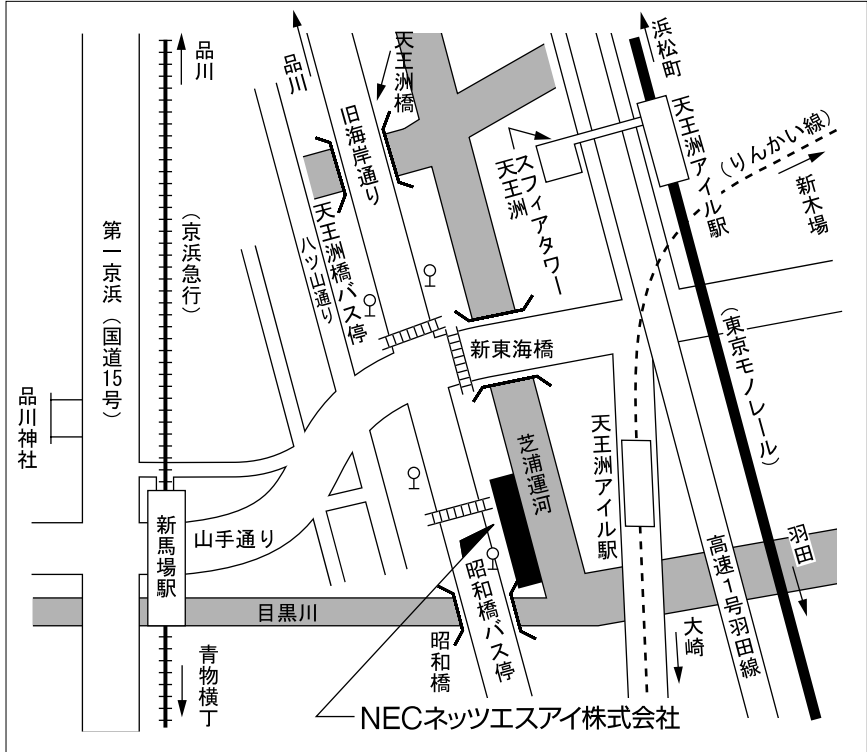 品川
品川
天王洲橋
浜松町
旧海岸通り
天王洲アイル駅
(りんかい線)
新木場
スフィアタワー
天王洲
第一京浜(国道15号)
(京浜急行)
天王洲橋バス停
八ツ山通り
新東海橋
(東京モノレール)
品川神社
芝浦運河
天王洲アイル駅
新馬場駅
山手通り
高速1号羽田線
羽田
昭和橋バス停
目黒川
昭和橋
大崎
青物横丁
NECネッツエスアイ株式会社